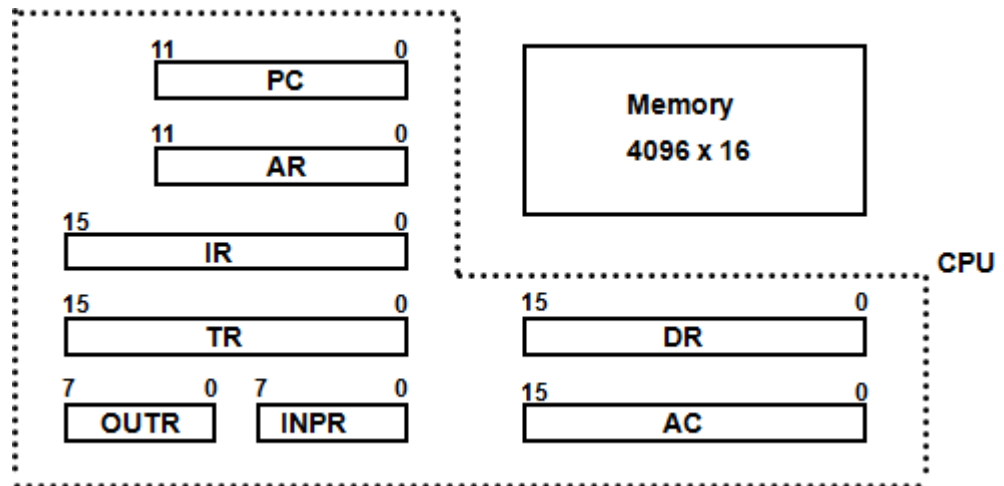 11 0
PC
11 0
AR
15 0
IR
15 0
TR
7 0 7 0
OUTR INPR
Memory
4096 x 16
CPU
15 0
DR
15 0
AC